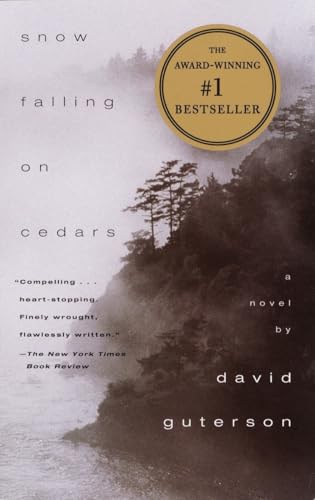 snow
falling
on
cedars
THE
AWARD-WINNING
#1
BESTSELLER
"Compelling . . .
heart-stopping.
Finely wrought,
flawlessly written."
—The New York Times
Book Review
a
novel
by
david
guterson